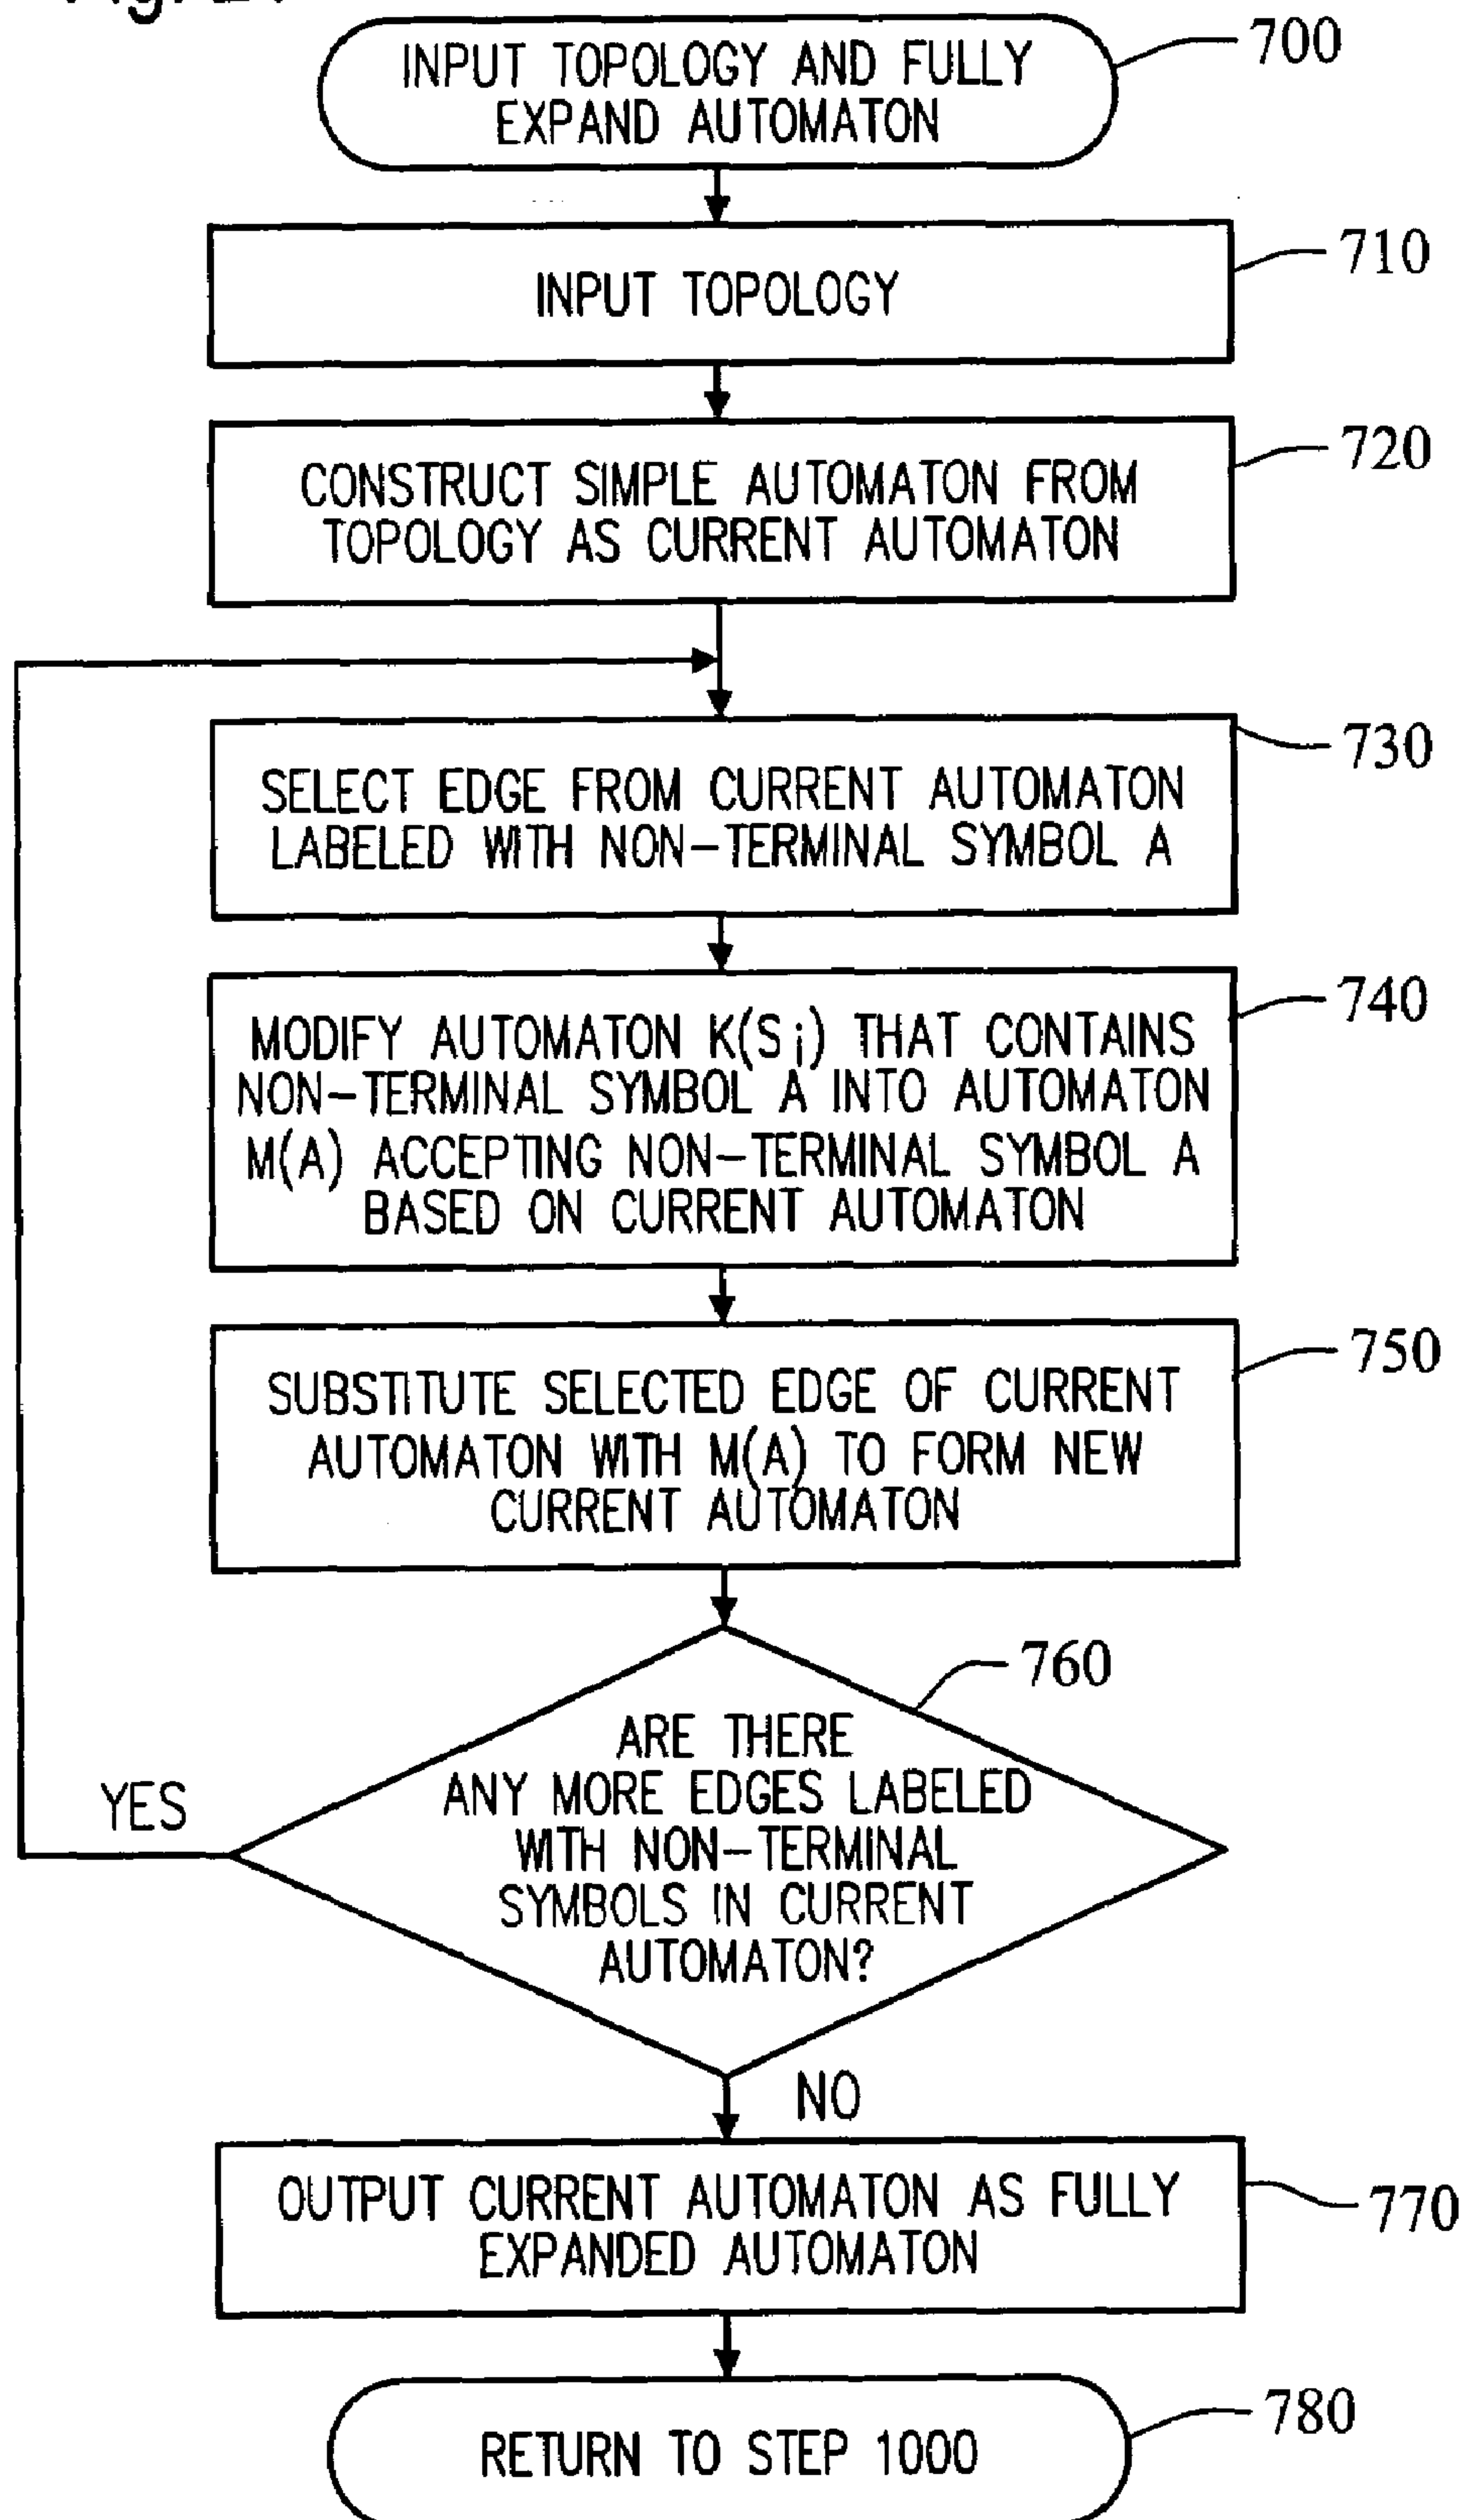 700
INPUT TOPOLOGY AND FULLY
EXPAND AUTOMATON
710
INPUT TOPOLOGY
720
CONSTRUCT SIMPLE AUTOMATON FROM
TOPOLOGY AS CURRENT AUTOMATON
730
SELECT EDGE FROM CURRENT AUTOMATON
LABELED WITH NON-TERMINAL SYMBOL A
740
MODIFY AUTOMATON K(S i) THAT CONTAINS
NON-TERMINAL SYMBOL A INTO AUTOMATON
M(A) ACCEPTING NON-TERMINAL SYMBOL A
BASED ON CURRENT AUTOMATON
750
SUBSTITUTE SELECTED EDGE OF CURRENT
AUTOMATON WITH M(A) TO FORM NEW
CURRENT AUTOMATON
760
ARE THERE
ANY MORE EDGES LABELED
WITH NON-TERMINAL
SYMBOLS IN CURRENT
AUTOMATON?
YES
NO
770
OUTPUT CURRENT AUTOMATON AS FULLY
EXPANDED AUTOMATON
780
RETURN TO STEP 1000